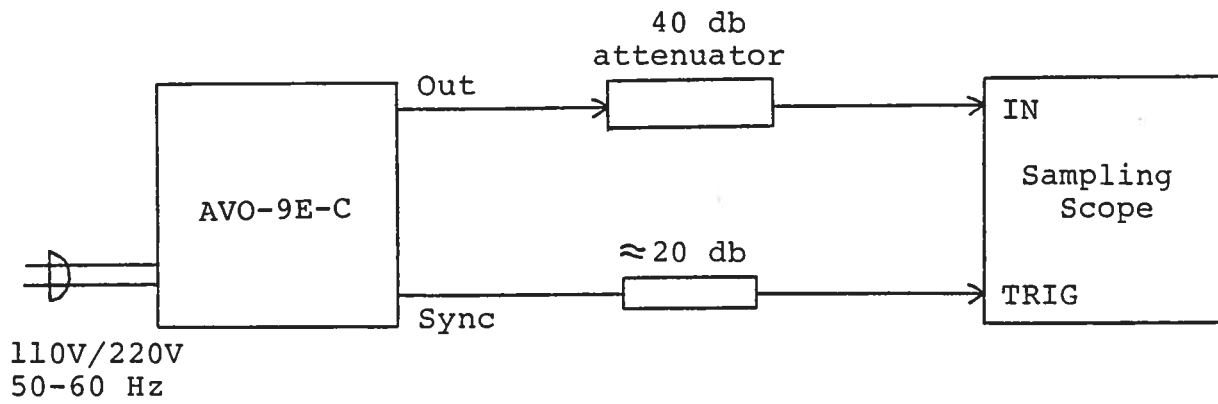 40 db
attenuator
Out
IN
Sampling
Scope
AVO-9E-C
≈20 db
TRIG
Sync
110V/220V
50-60 Hz